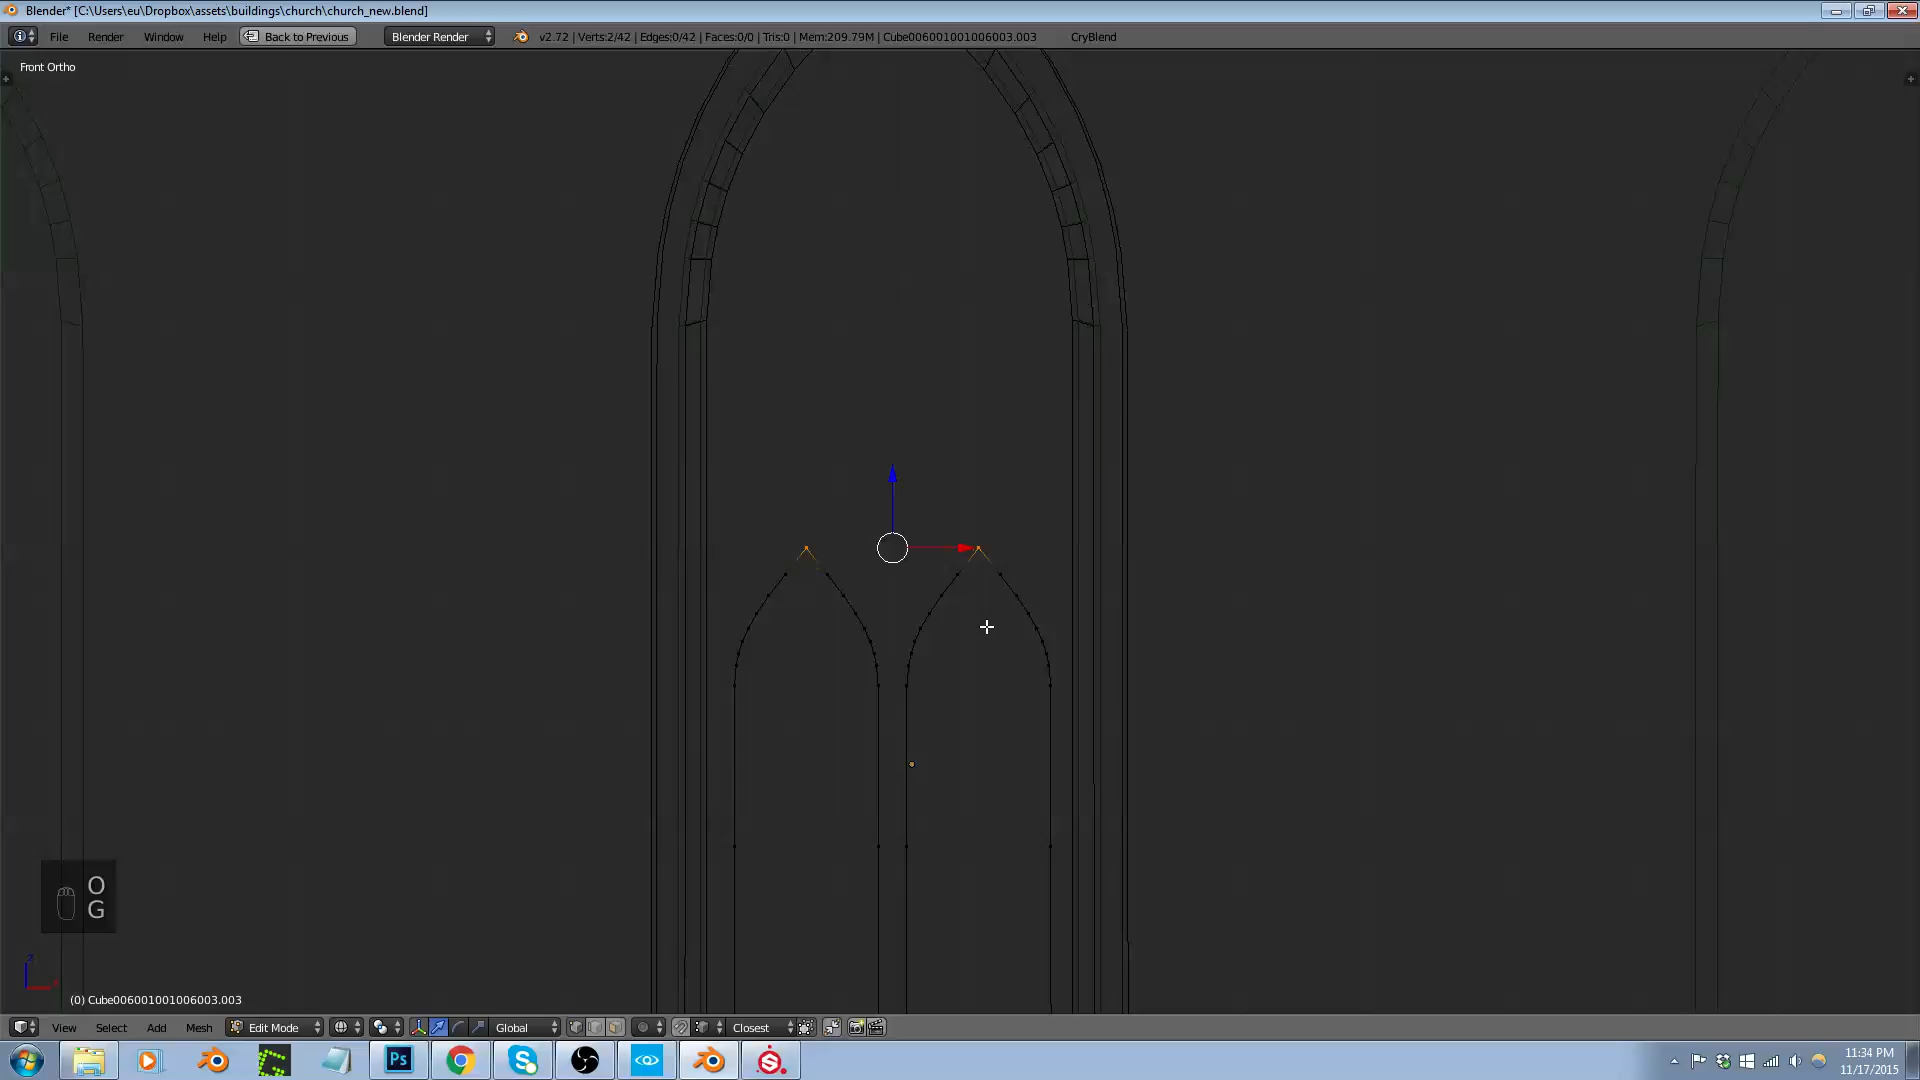 Blender* [C:\Users\eu\Dropbox\assets\buildings\church\church_new.blend]
File Render Window Help Back to Previous Blender Render v2.72 | Verts:2/42 | Edges:0/42 | Faces:0/0 | Tris:0 | Mem:209.79M | Cube006001001006003.003 CryBlend
Front Ortho
O
G
z
(0) Cube006001001006003.003
View Select Add Mesh Edit Mode Global Closest
Ps
11:34 PM
11/17/2015